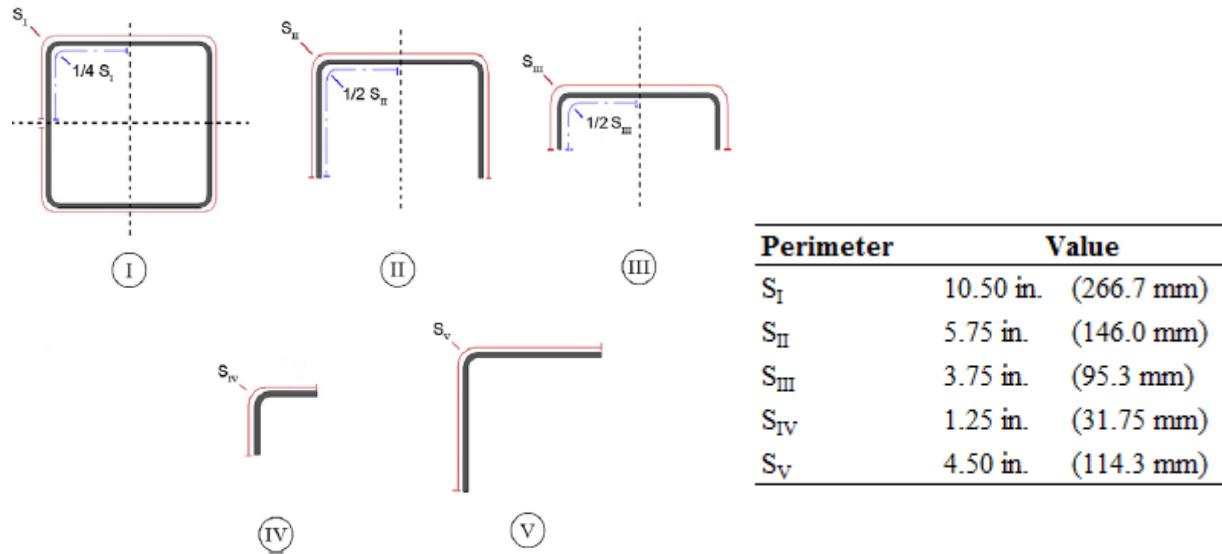 S_I
1/4 S_I
I
S_II
1/2 S_II
II
S_III
1/2 S_III
III
S_IV
IV
S_V
V
Perimeter Value
S_I 10.50 in. (266.7 mm)
S_II 5.75 in. (146.0 mm)
S_III 3.75 in. (95.3 mm)
S_IV 1.25 in. (31.75 mm)
S_V 4.50 in. (114.3 mm)